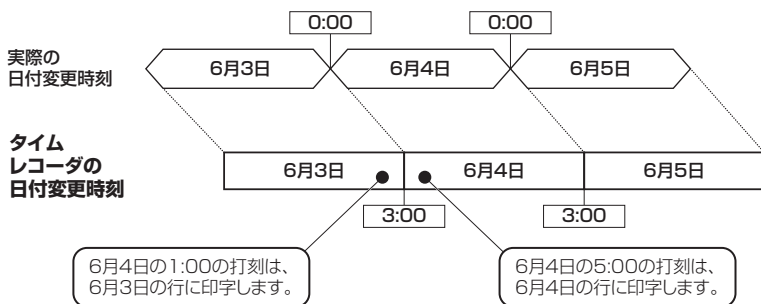 0:00 0:00
実際の
日付変更時刻
6月3日 6月4日 6月5日
タイム
レコーダの
日付変更時刻
6月3日 6月4日 6月5日
3:00 3:00
6月4日の1:00の打刻は、
6月3日の行に印字します。
6月4日の5:00の打刻は、
6月4日の行に印字します。